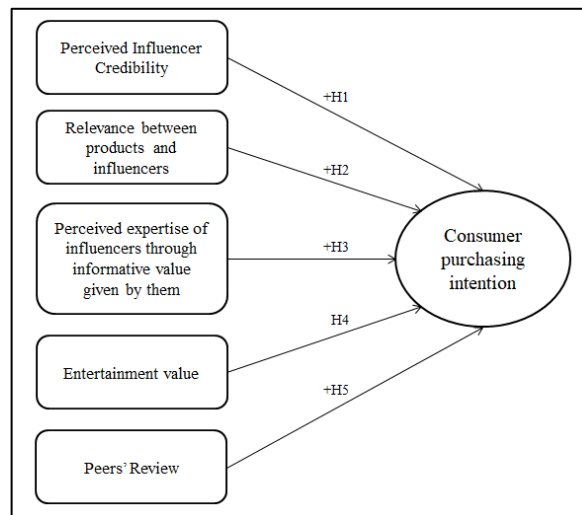 Perceived Influencer
Credibility
+H1
Relevance between
products and
influencers
+H2
Perceived expertise of
influencers through
informative value
given by them
+H3
Consumer
purchasing
intention
H4
Entertainment value
+H5
Peers’ Review